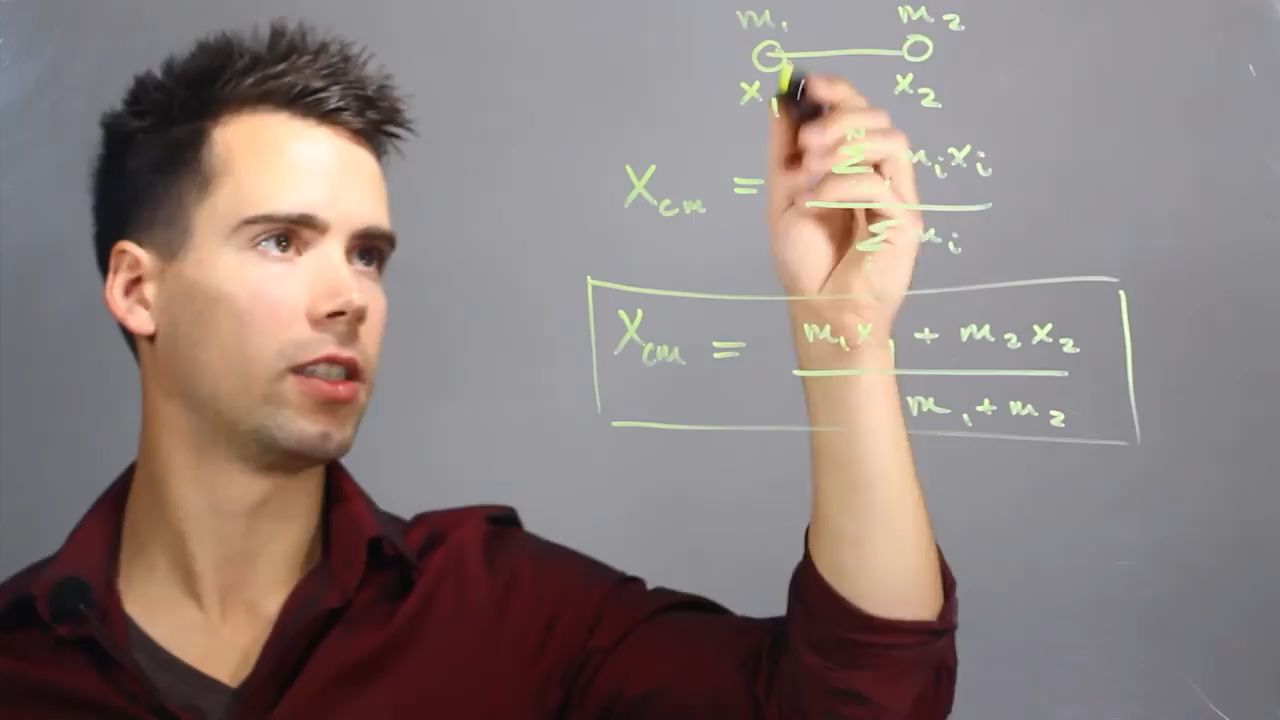 m₁ m₂
x₁ x₂
X_cm = Σ mᵢxᵢ
Σ mᵢ
X_cm = m₁x₁ + m₂x₂
m₁ + m₂